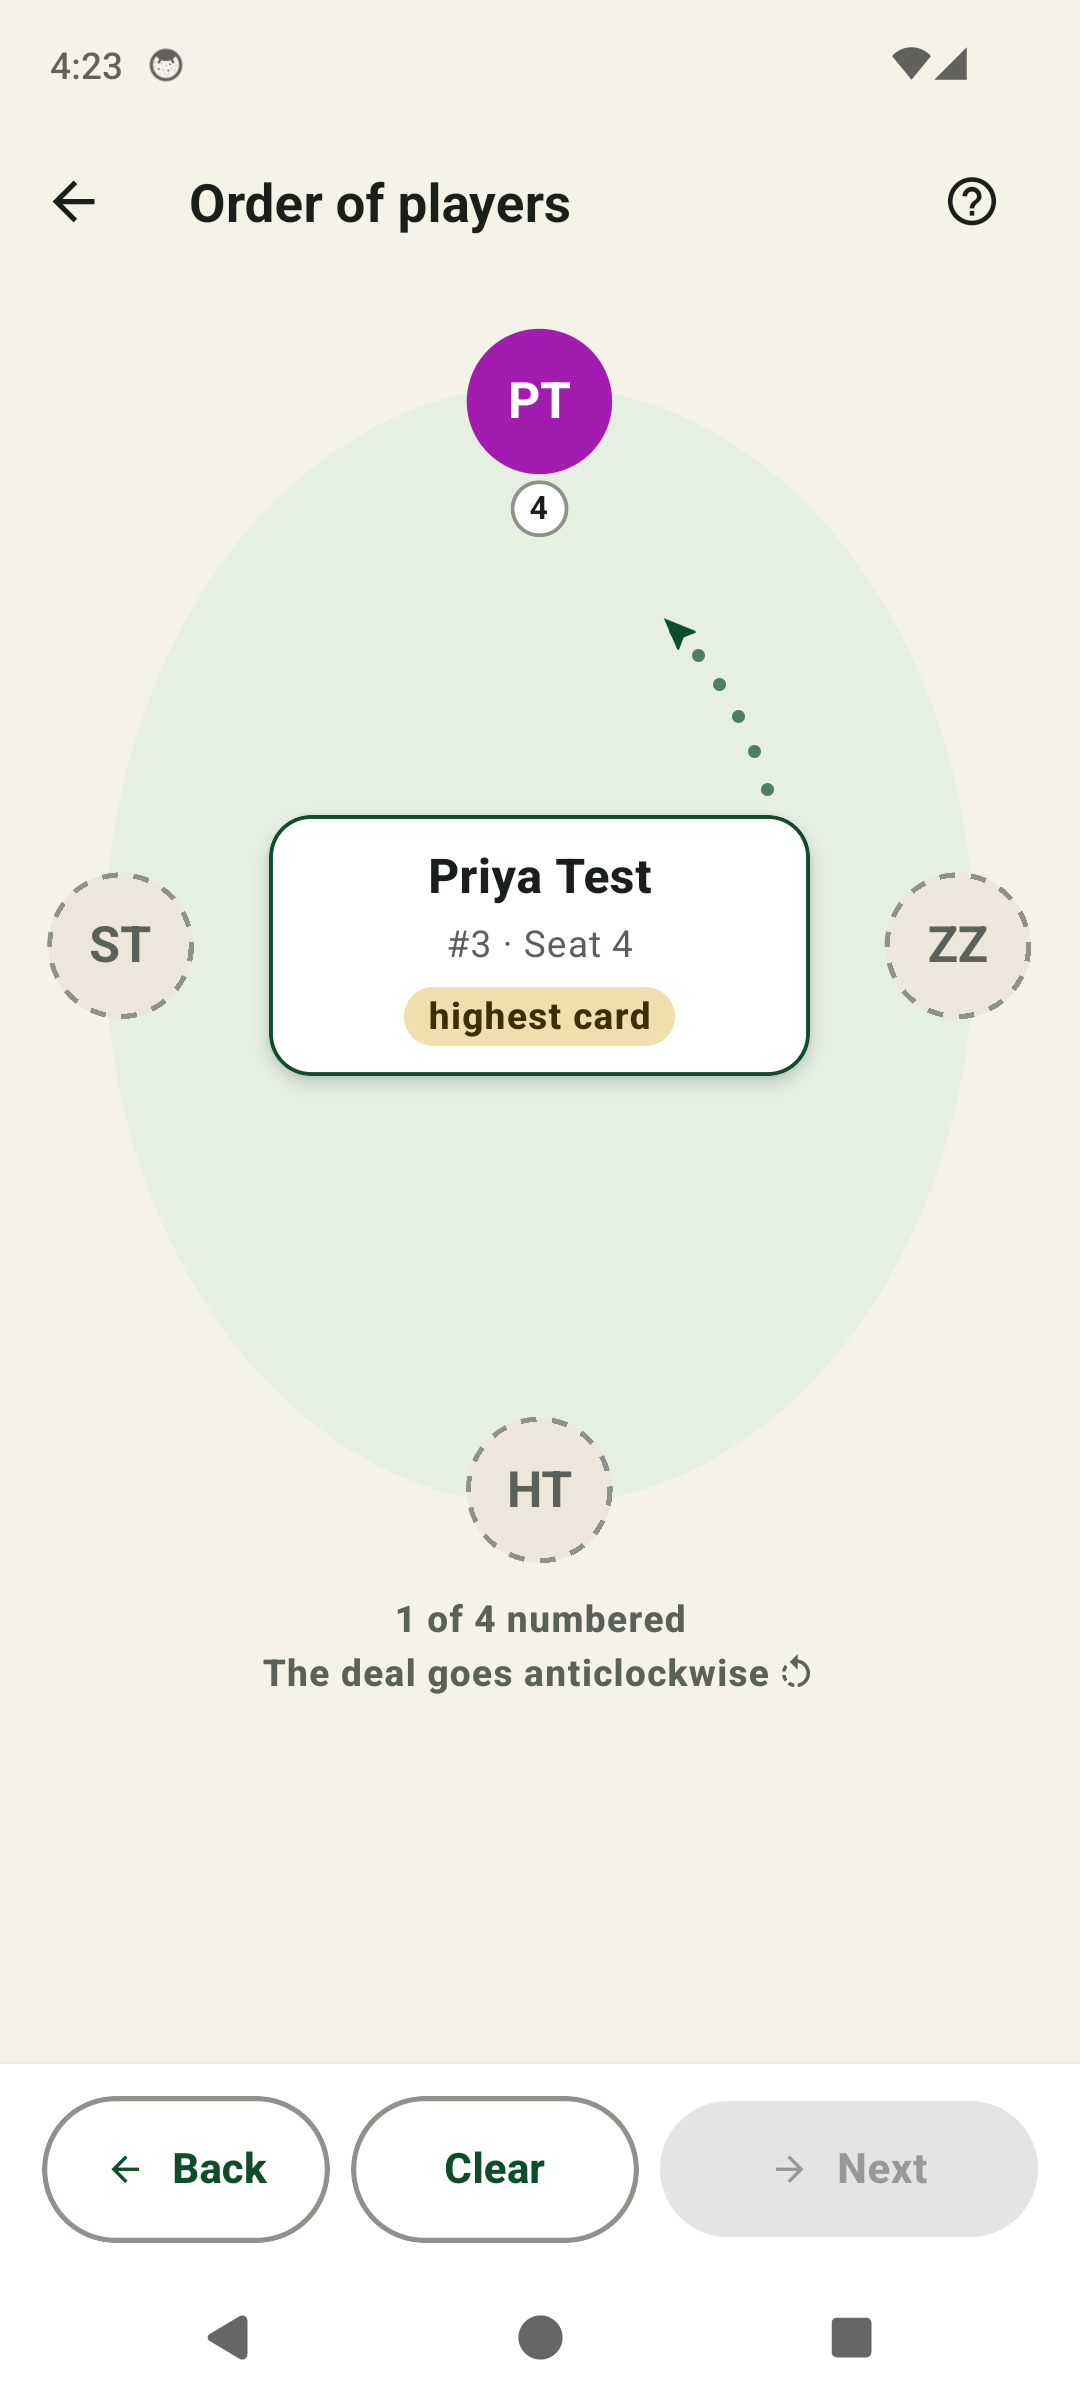 4:23
Order of players
PT
4
Priya Test
#3 · Seat 4
highest card
ST
ZZ
HT
1 of 4 numbered
The deal goes anticlockwise
Back
Clear
Next